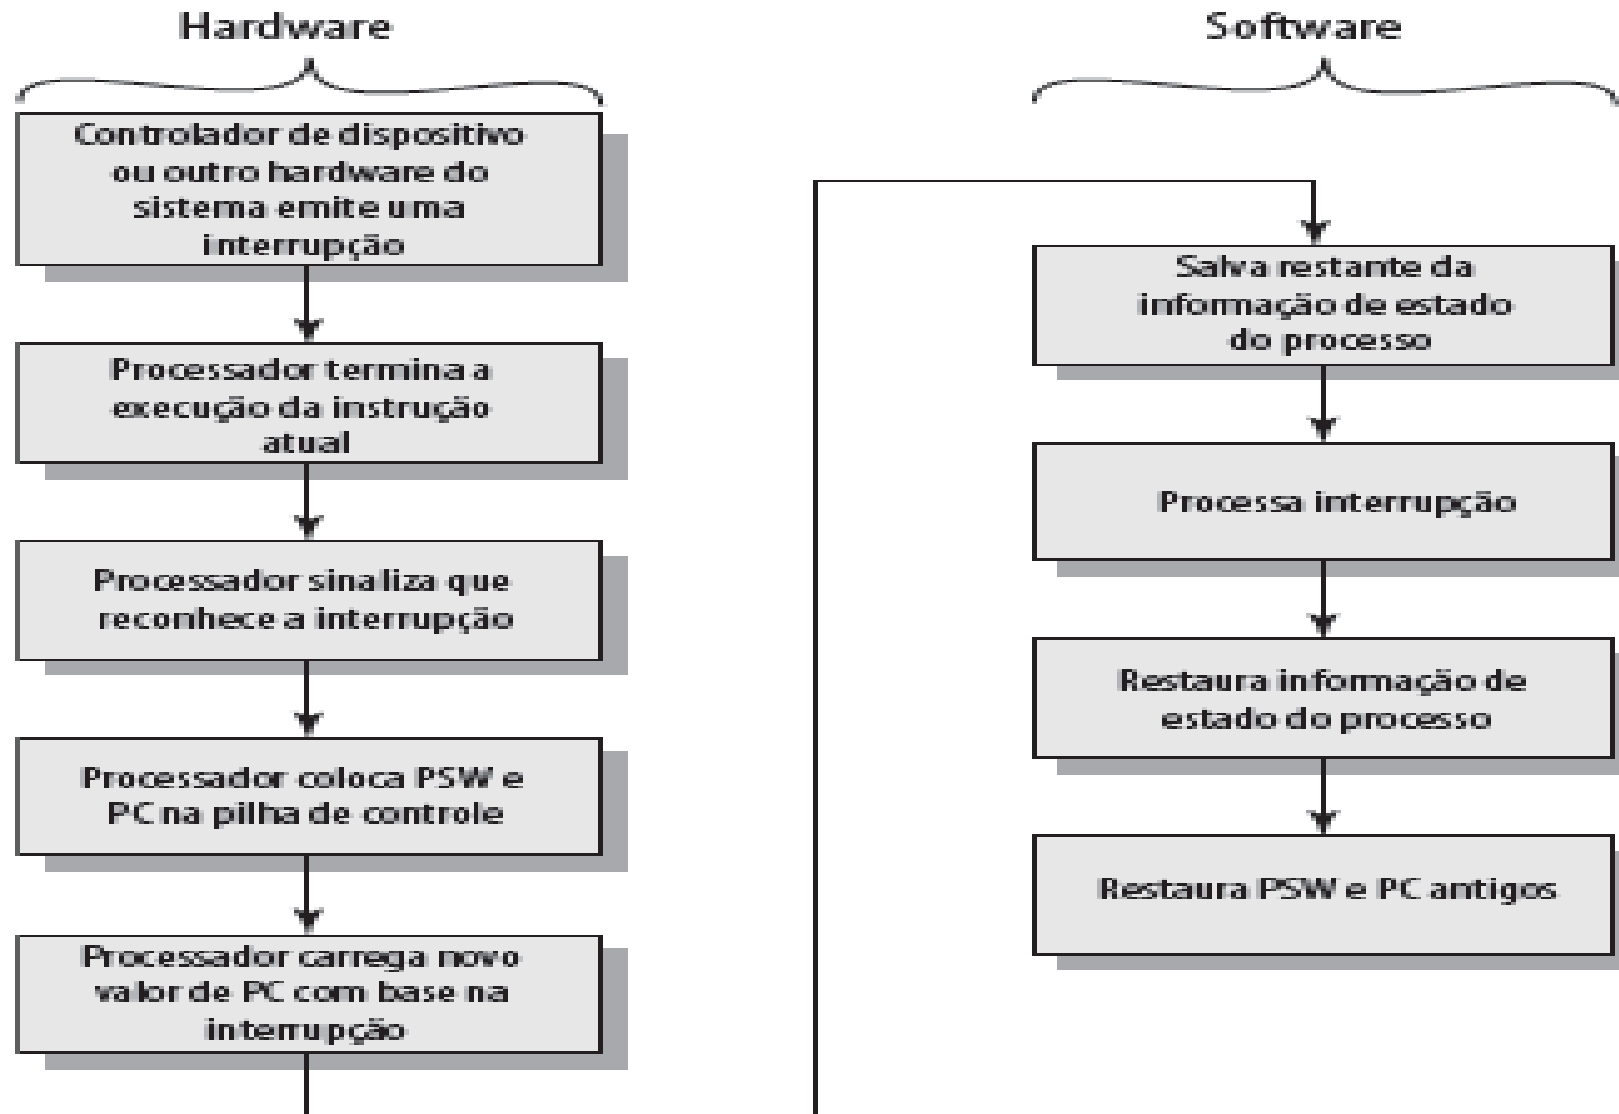 Hardware
Controlador de dispositivo
ou outro hardware do
sistema emite uma
interrupção
Processador termina a
execução da instrução
atual
Processador sinaliza que
reconhece a interrupção
Processador coloca PSW e
PC na pilha de controle
Processador carrega novo
valor de PC com base na
interrupção
Software
Salva restante da
informação de estado
do processo
Processa interrupção
Restaura informação de
estado do processo
Restaura PSW e PC antigos